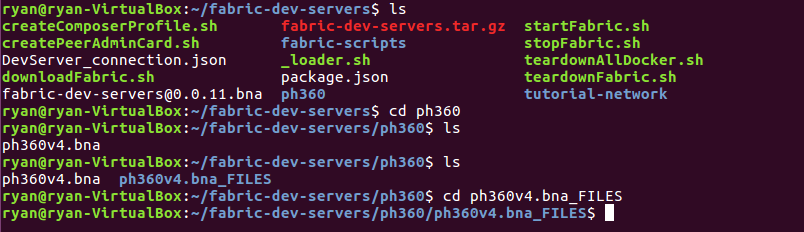 ryan@ryan-VirtualBox:~/fabric-dev-servers$ ls
createComposerProfile.sh fabric-dev-servers.tar.gz startFabric.sh
createPeerAdminCard.sh fabric-scripts stopFabric.sh
DevServer_connection.json _loader.sh teardownAllDocker.sh
downloadFabric.sh package.json teardownFabric.sh
fabric-dev-servers@0.0.11.bna ph360 tutorial-network
ryan@ryan-VirtualBox:~/fabric-dev-servers$ cd ph360
ryan@ryan-VirtualBox:~/fabric-dev-servers/ph360$ ls
ph360v4.bna
ryan@ryan-VirtualBox:~/fabric-dev-servers/ph360$ ls
ph360v4.bna ph360v4.bna_FILES
ryan@ryan-VirtualBox:~/fabric-dev-servers/ph360$ cd ph360v4.bna_FILES
ryan@ryan-VirtualBox:~/fabric-dev-servers/ph360/ph360v4.bna_FILES$